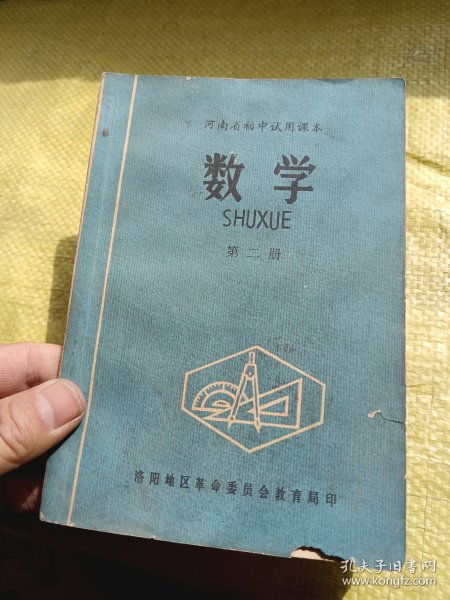 河南省初中试用课本
数学
SHUXUE
第二册
洛阳地区革命委员会教育局印
孔夫子旧书网
www.kongfz.com